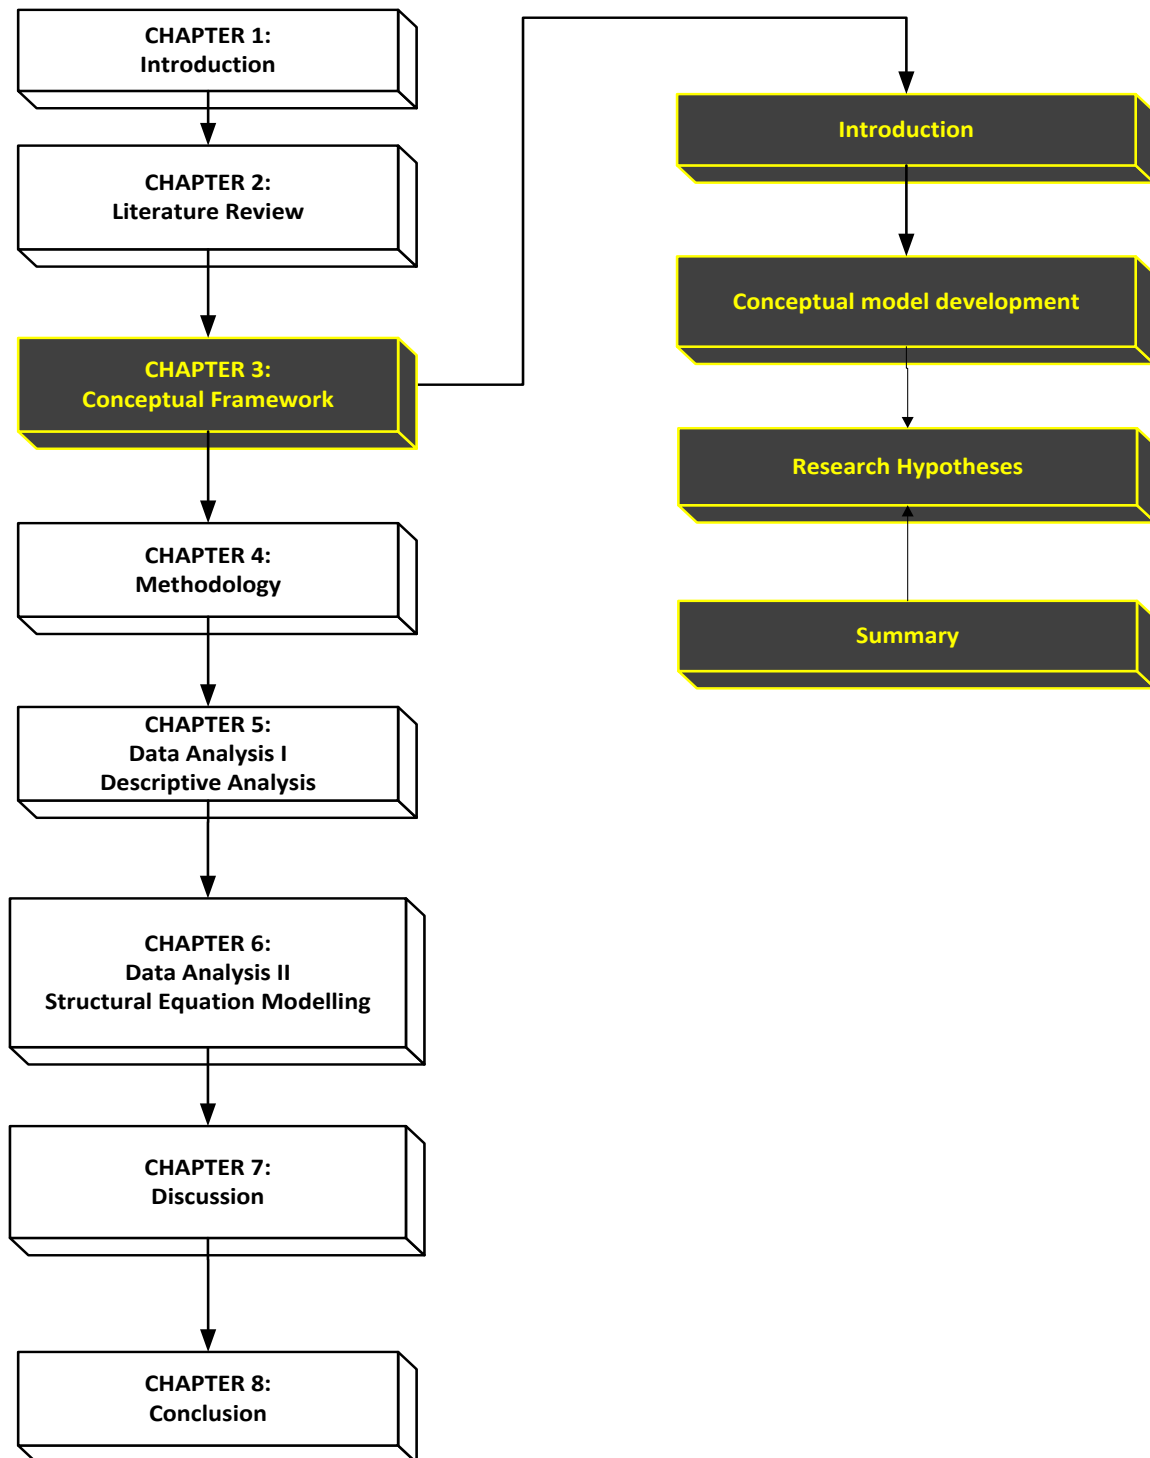 CHAPTER 1:
Introduction
CHAPTER 2:
Literature Review
CHAPTER 3:
Conceptual Framework
CHAPTER 4:
Methodology
CHAPTER 5:
Data Analysis I
Descriptive Analysis
CHAPTER 6:
Data Analysis II
Structural Equation Modelling
CHAPTER 7:
Discussion
CHAPTER 8:
Conclusion
Introduction
Conceptual model development
Research Hypotheses
Summary